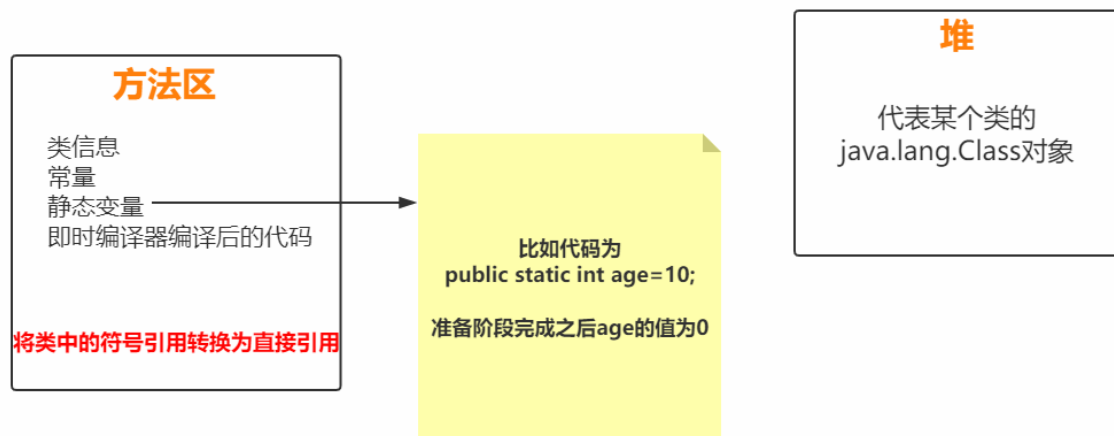 方法区
类信息
常量
静态变量
即时编译器编译后的代码
将类中的符号引用转换为直接引用
比如代码为
public static int age=10;
准备阶段完成之后age的值为0
堆
代表某个类的
java.lang.Class对象